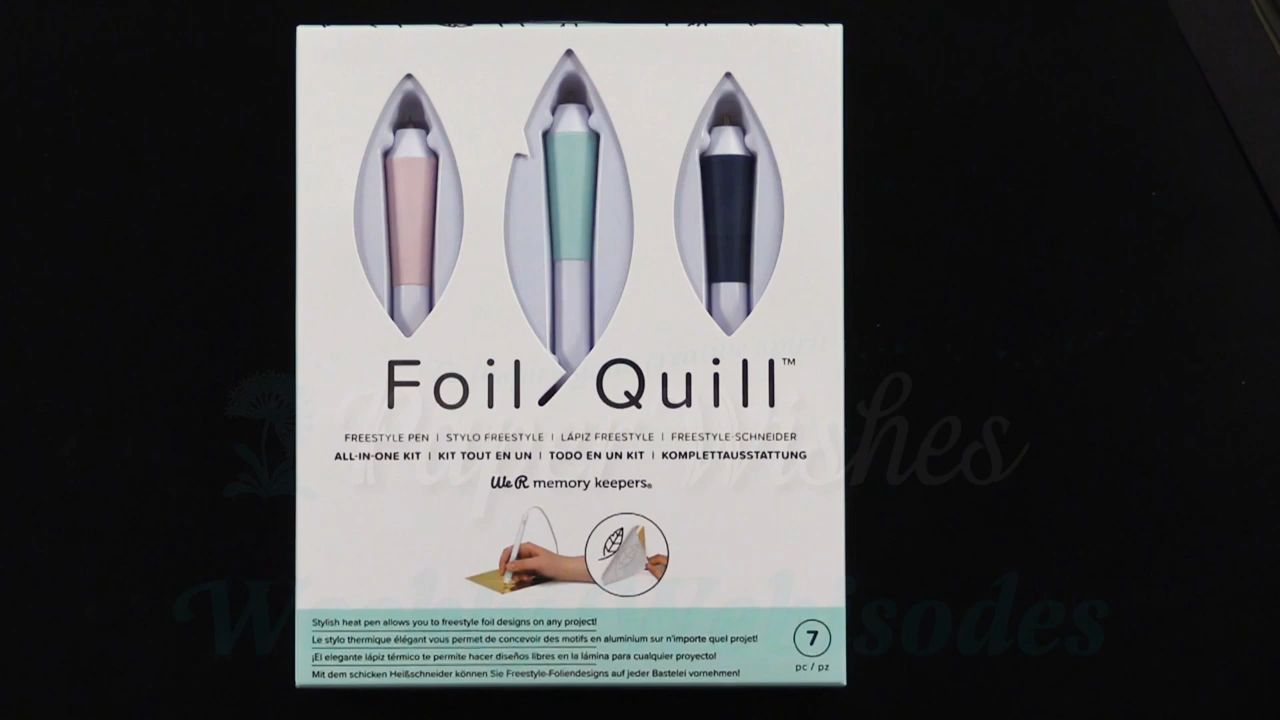 Foil Quill™
FREESTYLE PEN | STYLO FREESTYLE | LÁPIZ FREESTYLE | FREESTYLE-SCHNEIDER
ALL-IN-ONE KIT | KIT TOUT EN UN | TODO EN UN KIT | KOMPLETTAUSSTATTUNG
We R memory keepers®
Paper Wishes
Stylish heat pen allows you to freestyle foil designs on any project!
Le stylo thermique élégant vous permet de concevoir des motifs en aluminium sur n'importe quel projet!
¡El elegante lápiz térmico te permite hacer diseños libres en la lámina para cualquier proyecto!
Mit dem schicken Heißschneider können Sie Freestyle-Foliendesigns auf jeder Bastelei vornehmen!
7
pc / pz